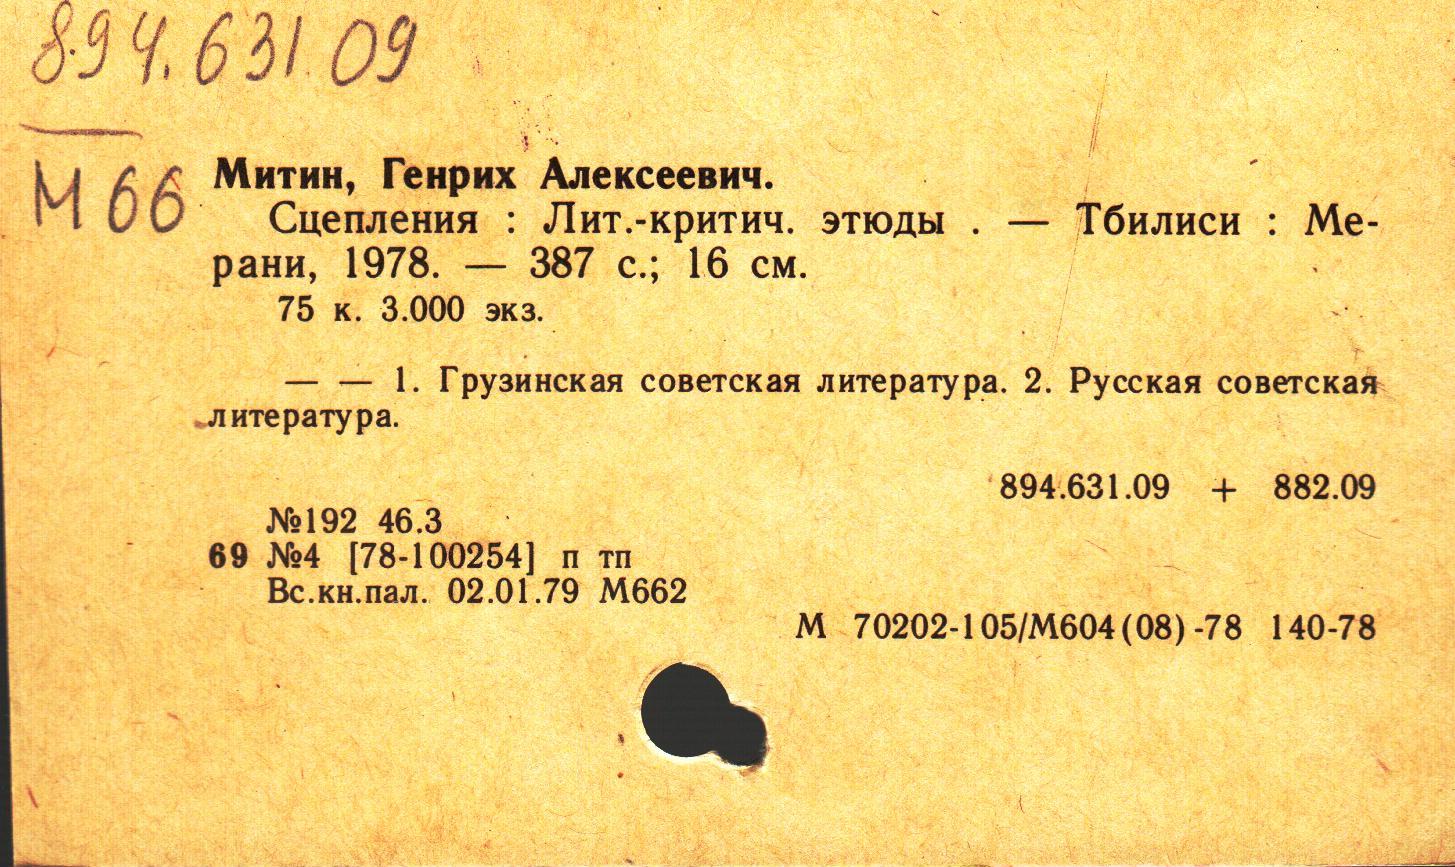 894.631.09
М66
Митин, Генрих Алексеевич.
Сцепления : Лит.-критич. этюды . — Тбилиси : Ме-
рани, 1978. — 387 с.; 16 см.
75 к. 3.000 экз.
— — 1. Грузинская советская литература. 2. Русская советская
литература.
894.631.09 + 882.09
№192 46.3
69 №4 [78-100254] п тп
Вс.кн.пал. 02.01.79 М662
М 70202-105/М604(08)-78 140-78